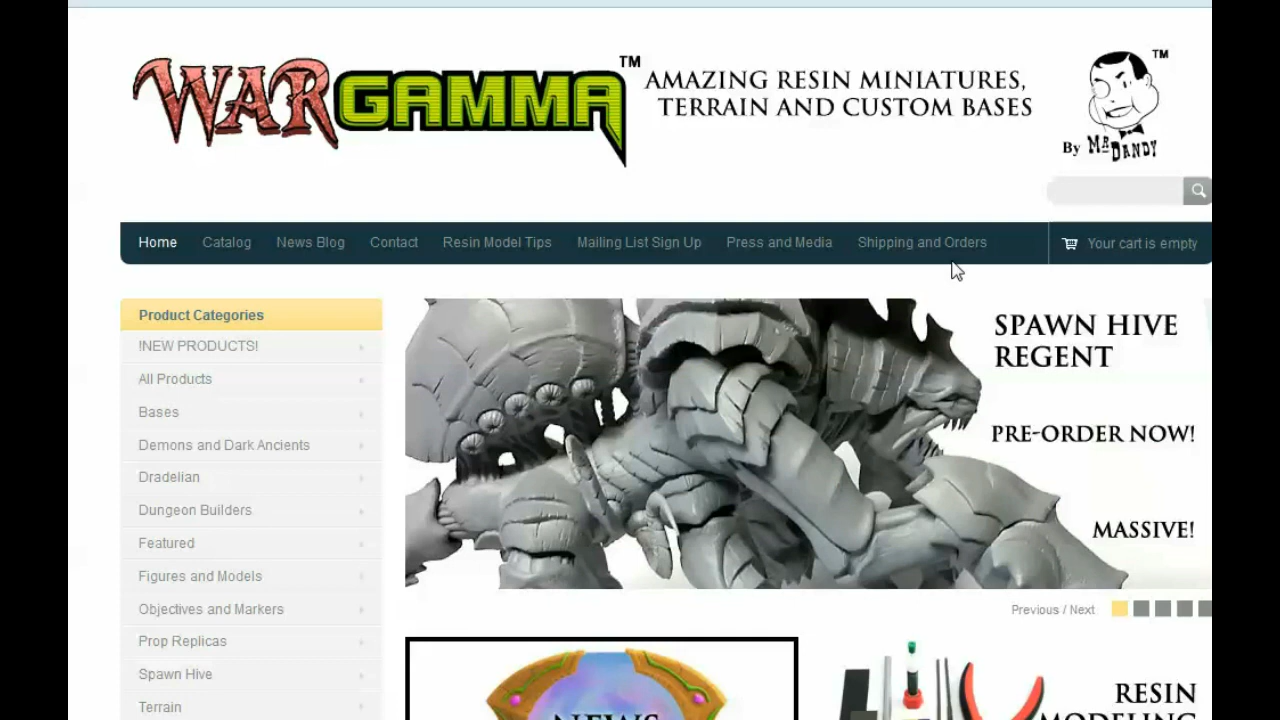 WARGAMMA™
AMAZING RESIN MINIATURES,
TERRAIN AND CUSTOM BASES
™
By MR DANDY
Home Catalog News Blog Contact Resin Model Tips Mailing List Sign Up Press and Media Shipping and Orders Your cart is empty
Product Categories
!NEW PRODUCTS!
All Products
Bases
Demons and Dark Ancients
Dradelian
Dungeon Builders
Featured
Figures and Models
Objectives and Markers
Prop Replicas
Spawn Hive
Terrain
SPAWN HIVE
REGENT
PRE-ORDER NOW!
MASSIVE!
Previous / Next
NEWS
RESIN
MODELING